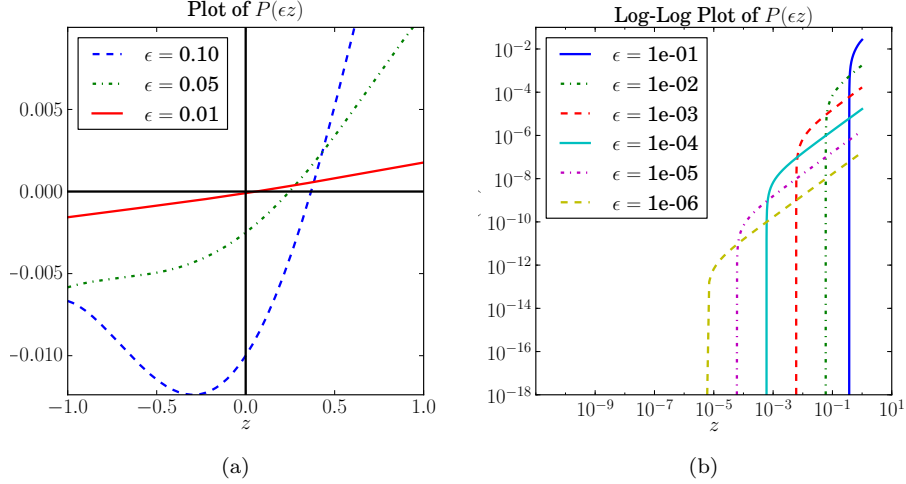 Plot of P(ϵz)
ϵ = 0.10
ϵ = 0.05
ϵ = 0.01
0.005
0.000
−0.005
−0.010
−1.0 −0.5 0.0 0.5 1.0
z
(a)
Log-Log Plot of P(ϵz)
ϵ = 1e-01
ϵ = 1e-02
ϵ = 1e-03
ϵ = 1e-04
ϵ = 1e-05
ϵ = 1e-06
10⁻²
10⁻⁴
10⁻⁶
10⁻⁸
10⁻¹⁰
10⁻¹²
10⁻¹⁴
10⁻¹⁶
10⁻¹⁸
10⁻⁹ 10⁻⁷ 10⁻⁵ 10⁻³ 10⁻¹ 10¹
z
(b)